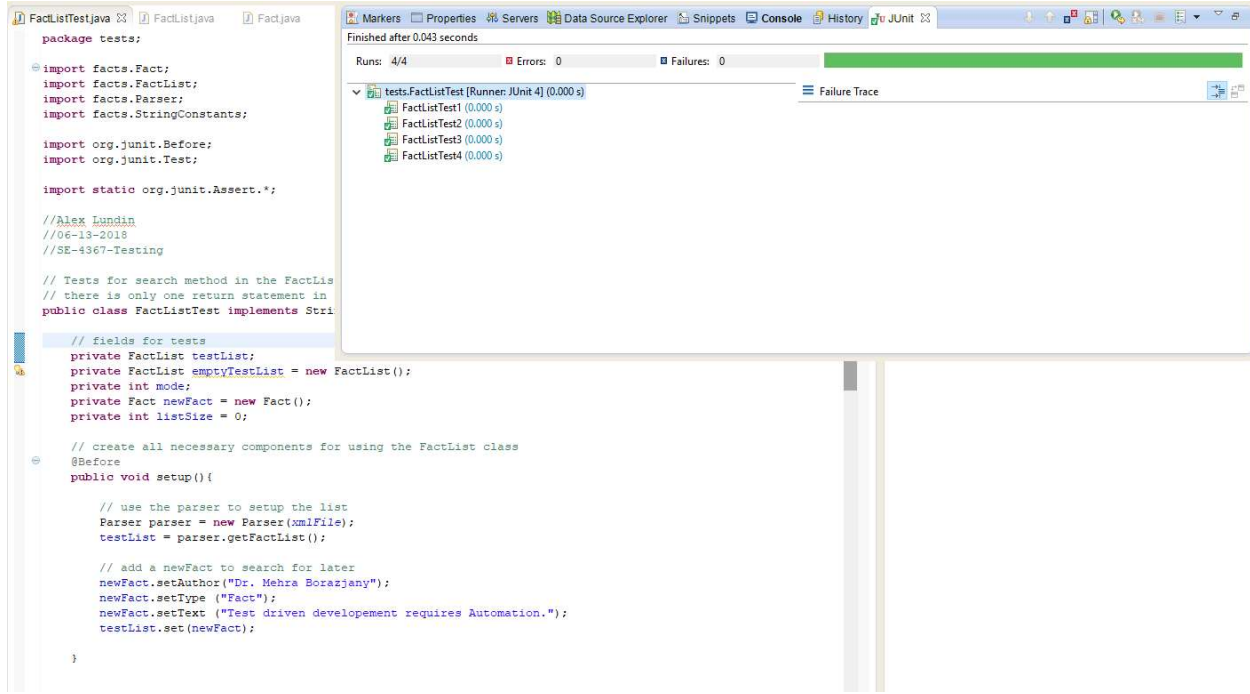 FactListTest.java
FactList.java
Fact.java
package tests;
import facts.Fact;
import facts.FactList;
import facts.Parser;
import facts.StringConstants;
import org.junit.Before;
import org.junit.Test;
import static org.junit.Assert.*;
//Alex Lundin
//06-13-2018
//SE-4367-Testing
// Tests for search method in the FactLis
// there is only one return statement in
public class FactListTest implements Stri
// fields for tests
private FactList testList;
private FactList emptyTestList = new FactList();
private int mode;
private Fact newFact = new Fact();
private int listSize = 0;
// create all necessary components for using the FactList class
@Before
public void setup(){
// use the parser to setup the list
Parser parser = new Parser(xmlFile);
testList = parser.getFactList();
// add a newFact to search for later
newFact.setAuthor("Dr. Mehra Borazjany");
newFact.setType ("Fact");
newFact.setText ("Test driven developement requires Automation.");
testList.set(newFact);
}
Markers Properties Servers Data Source Explorer Snippets Console History JUnit
Finished after 0.043 seconds
Runs: 4/4 Errors: 0 Failures: 0
tests.FactListTest [Runner: JUnit 4] (0.000 s)
FactListTest1 (0.000 s)
FactListTest2 (0.000 s)
FactListTest3 (0.000 s)
FactListTest4 (0.000 s)
Failure Trace